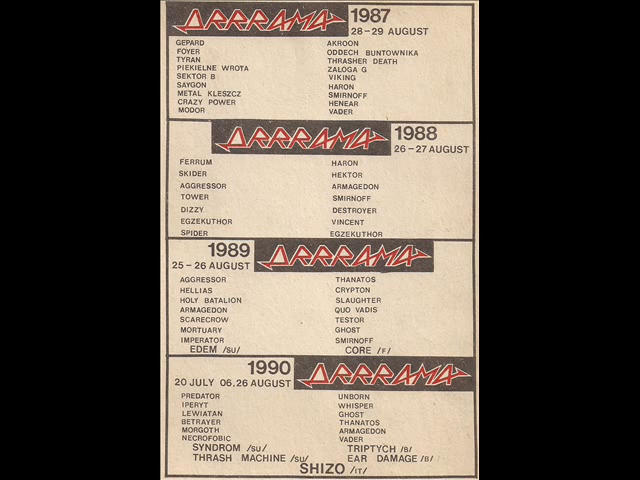 DRRRAMA 1987
28-29 AUGUST
GEPARD
FOYER
TYRAN
PIEKIELNE WROTA
SEKTOR B
SAYGON
METAL KLESZCZ
CRAZY POWER
MODOR
AKROON
ODDECH BUNTOWNIKA
THRASHER DEATH
ZALOGA G
VIKING
HARON
SMIRNOFF
HENEAR
VADER
DRRRAMA 1988
26-27 AUGUST
FERRUM
SKIDER
AGGRESSOR
TOWER
DIZZY
EGZEKUTHOR
SPIDER
HARON
HEKTOR
ARMAGEDON
SMIRNOFF
DESTROYER
VINCENT
EGZEKUTHOR
1989 DRRRAMA
25-26 AUGUST
AGGRESSOR
HELLIAS
HOLY BATALION
ARMAGEDON
SCARECROW
MORTUARY
IMPERATOR
EDEM /SU/
THANATOS
CRYPTON
SLAUGHTER
QUO VADIS
TESTOR
GHOST
SMIRNOFF
CORE /F/
1990 DRRRAMA
20 JULY 06,26 AUGUST
PREDATOR
IPERYT
LEWIATAN
BETRAYER
MORGOTH
NECROFOBIC
SYNDROM /SU/
THRASH MACHINE /SU/
UNBORN
WHISPER
GHOST
THANATOS
ARMAGEDON
VADER
TRIPTYCH /B/
EAR DAMAGE /B/
SHIZO /IT/